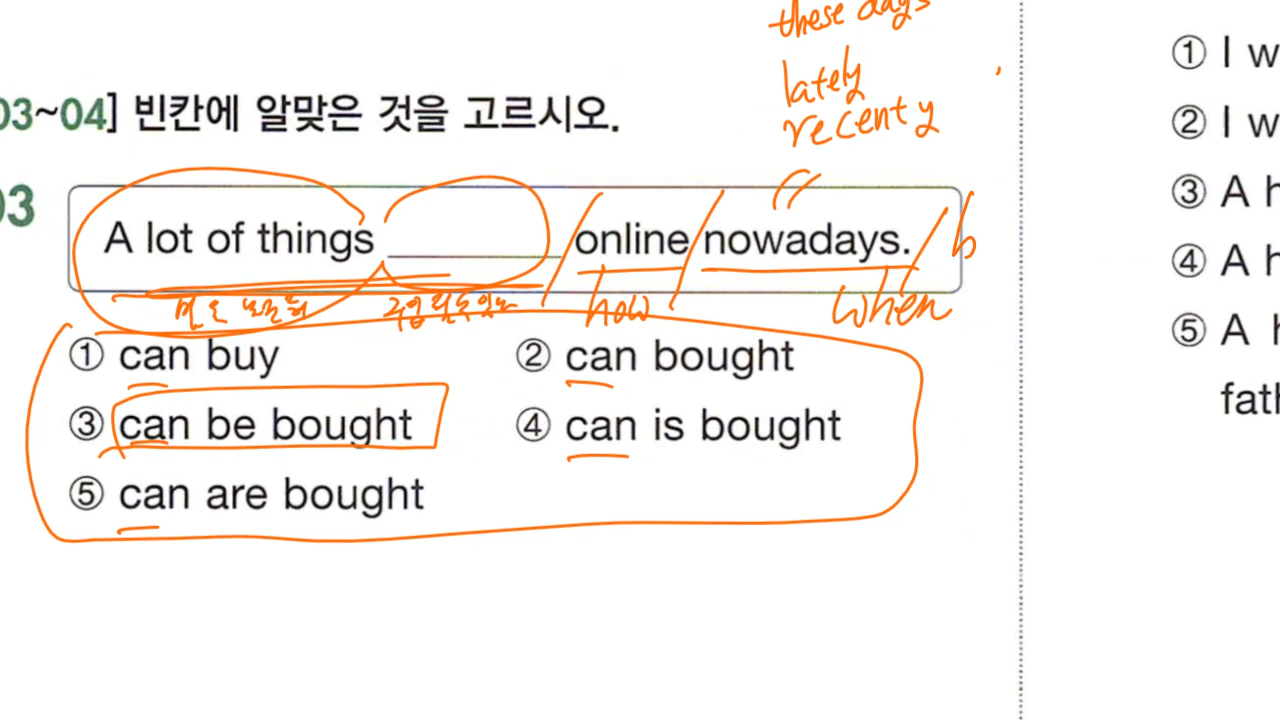 these days
lately
recenty
03~04] 빈칸에 알맞은 것을 고르시오.
03
A lot of things ________ online nowadays.
how
when
① can buy
② can bought
③ can be bought
④ can is bought
⑤ can are bought
① I w
② I w
③ A h
④ A h
⑤ A h
fath